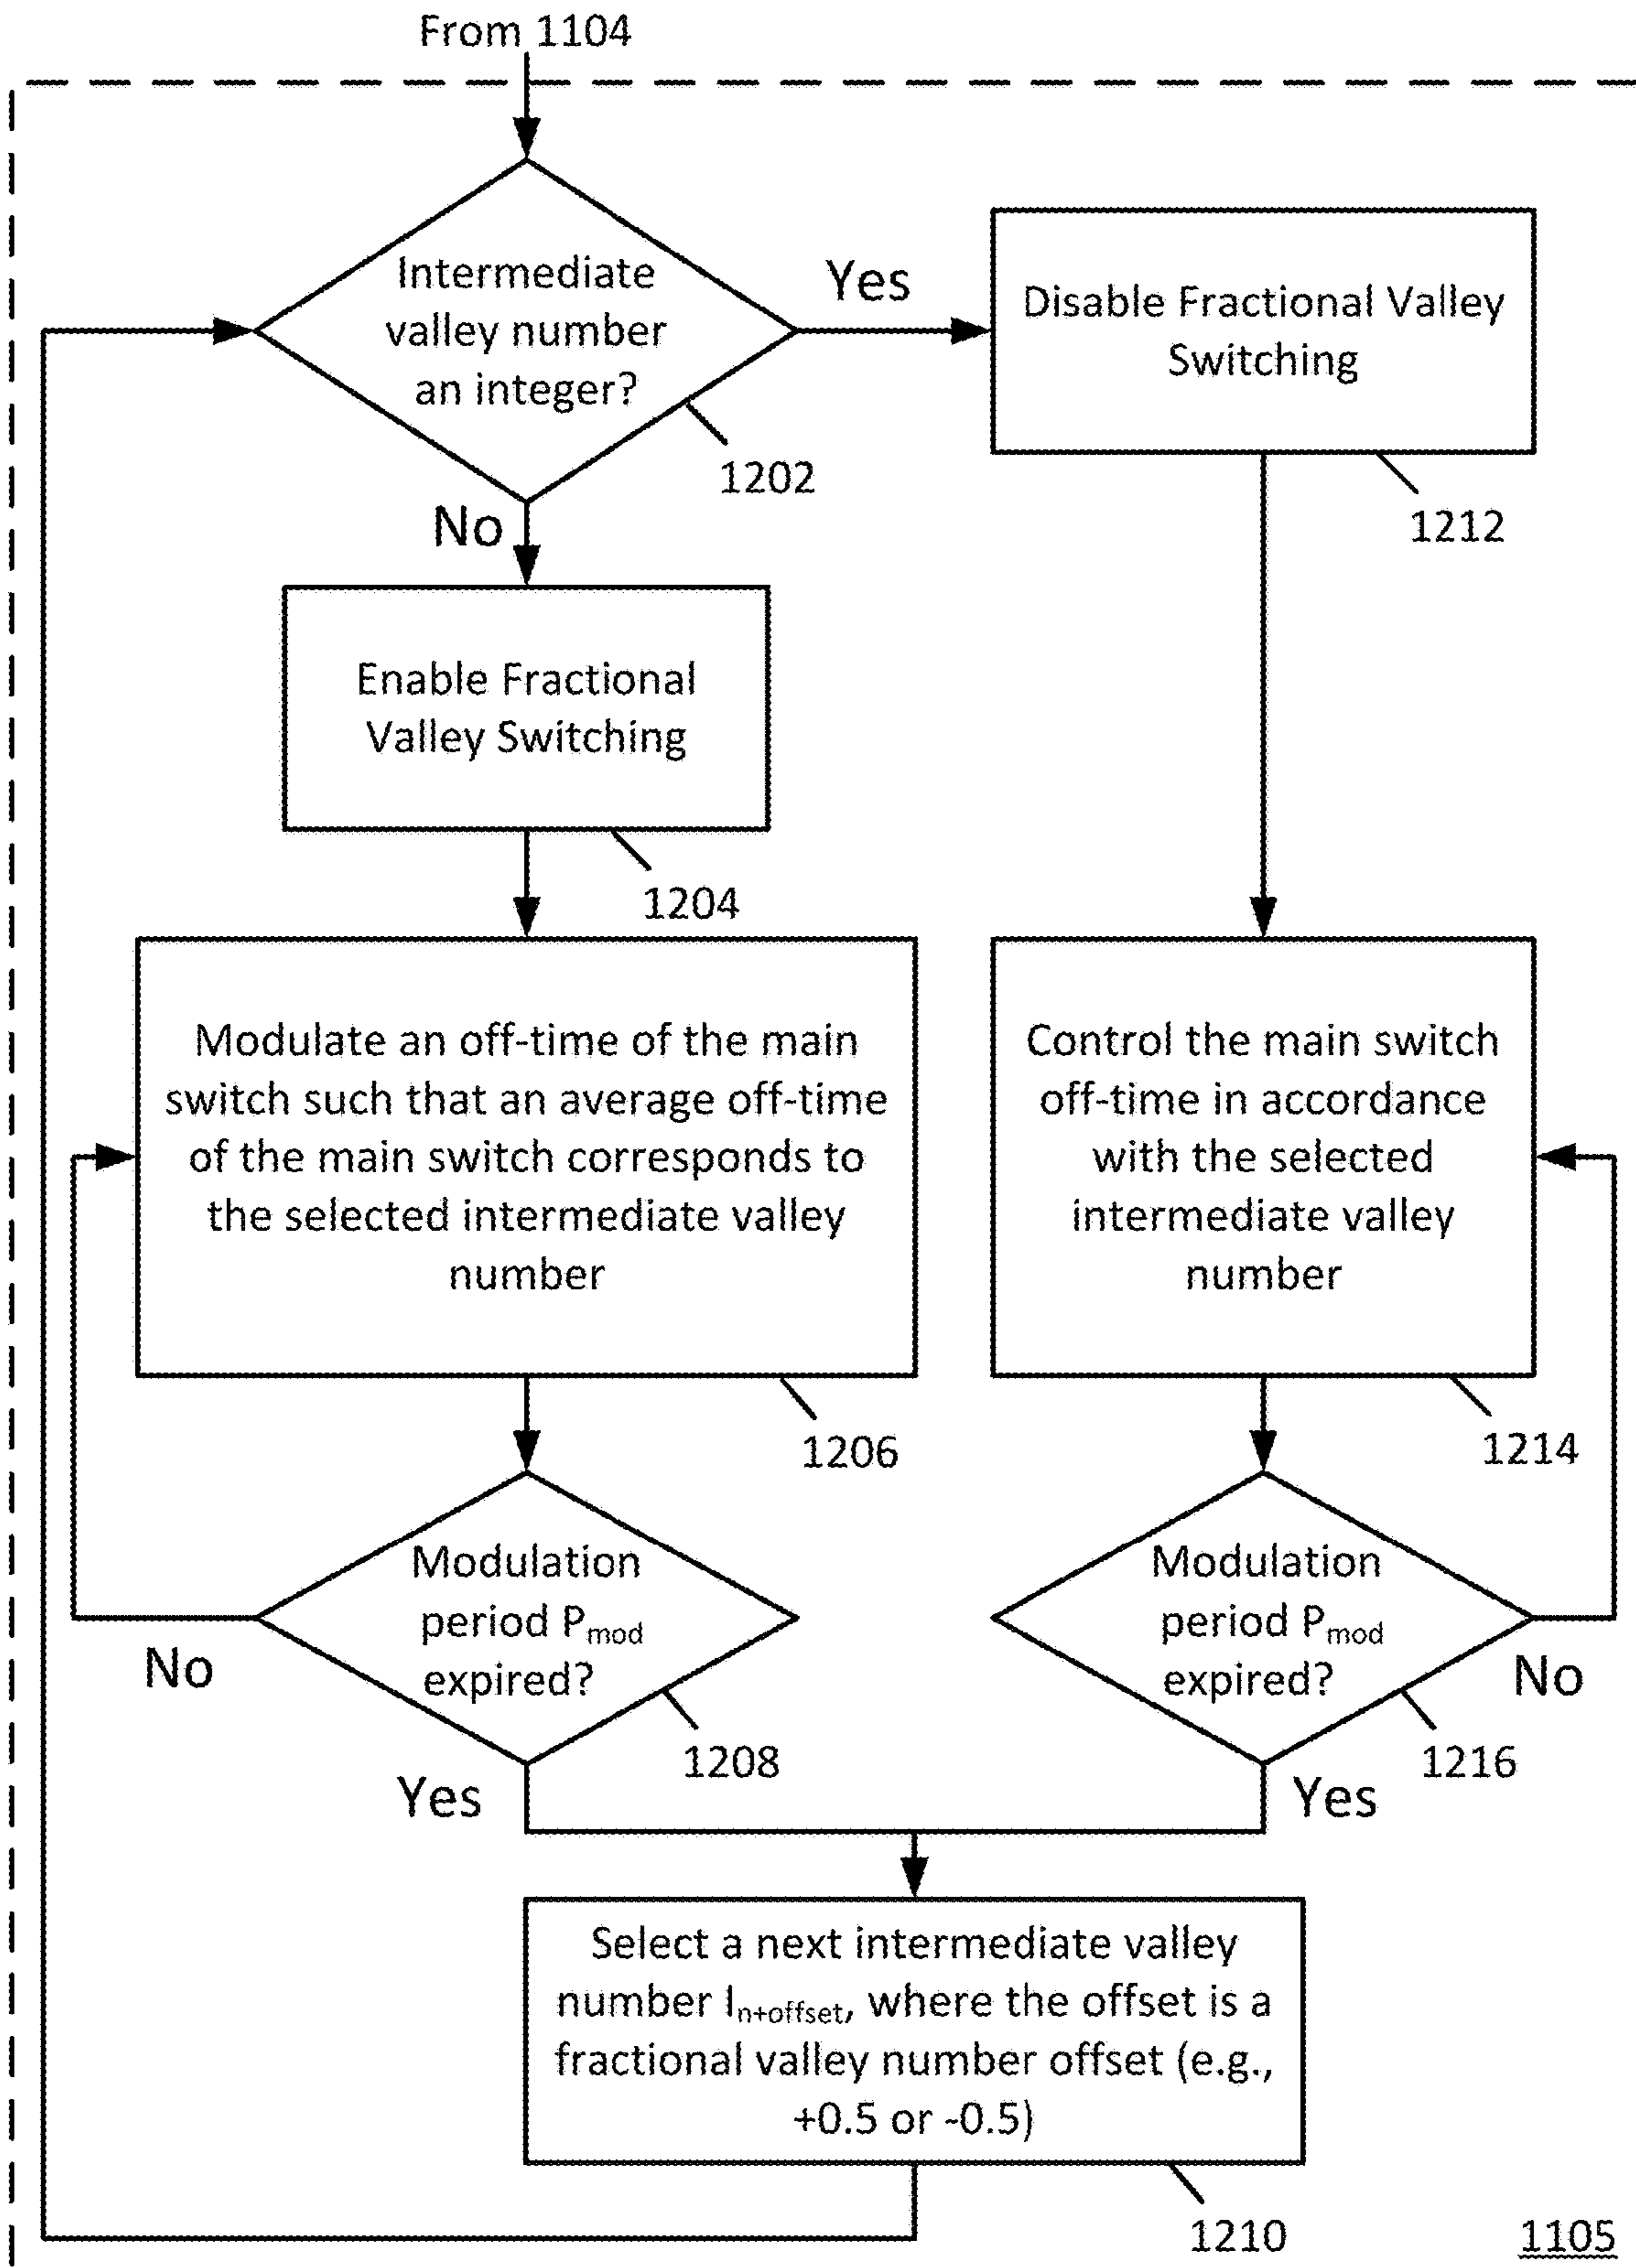 From 1104
Intermediate
valley number
an integer?
Yes
1202
No
Disable Fractional Valley
Switching
1212
Enable Fractional
Valley Switching
1204
Modulate an off-time of the main
switch such that an average off-time
of the main switch corresponds to
the selected intermediate valley
number
1206
Control the main switch
off-time in accordance
with the selected
intermediate valley
number
1214
Modulation
period Pmod
expired?
No
1208
Yes
Modulation
period Pmod
expired?
No
1216
Yes
Select a next intermediate valley
number In+offset, where the offset is a
fractional valley number offset (e.g.,
+0.5 or -0.5)
1210
1105